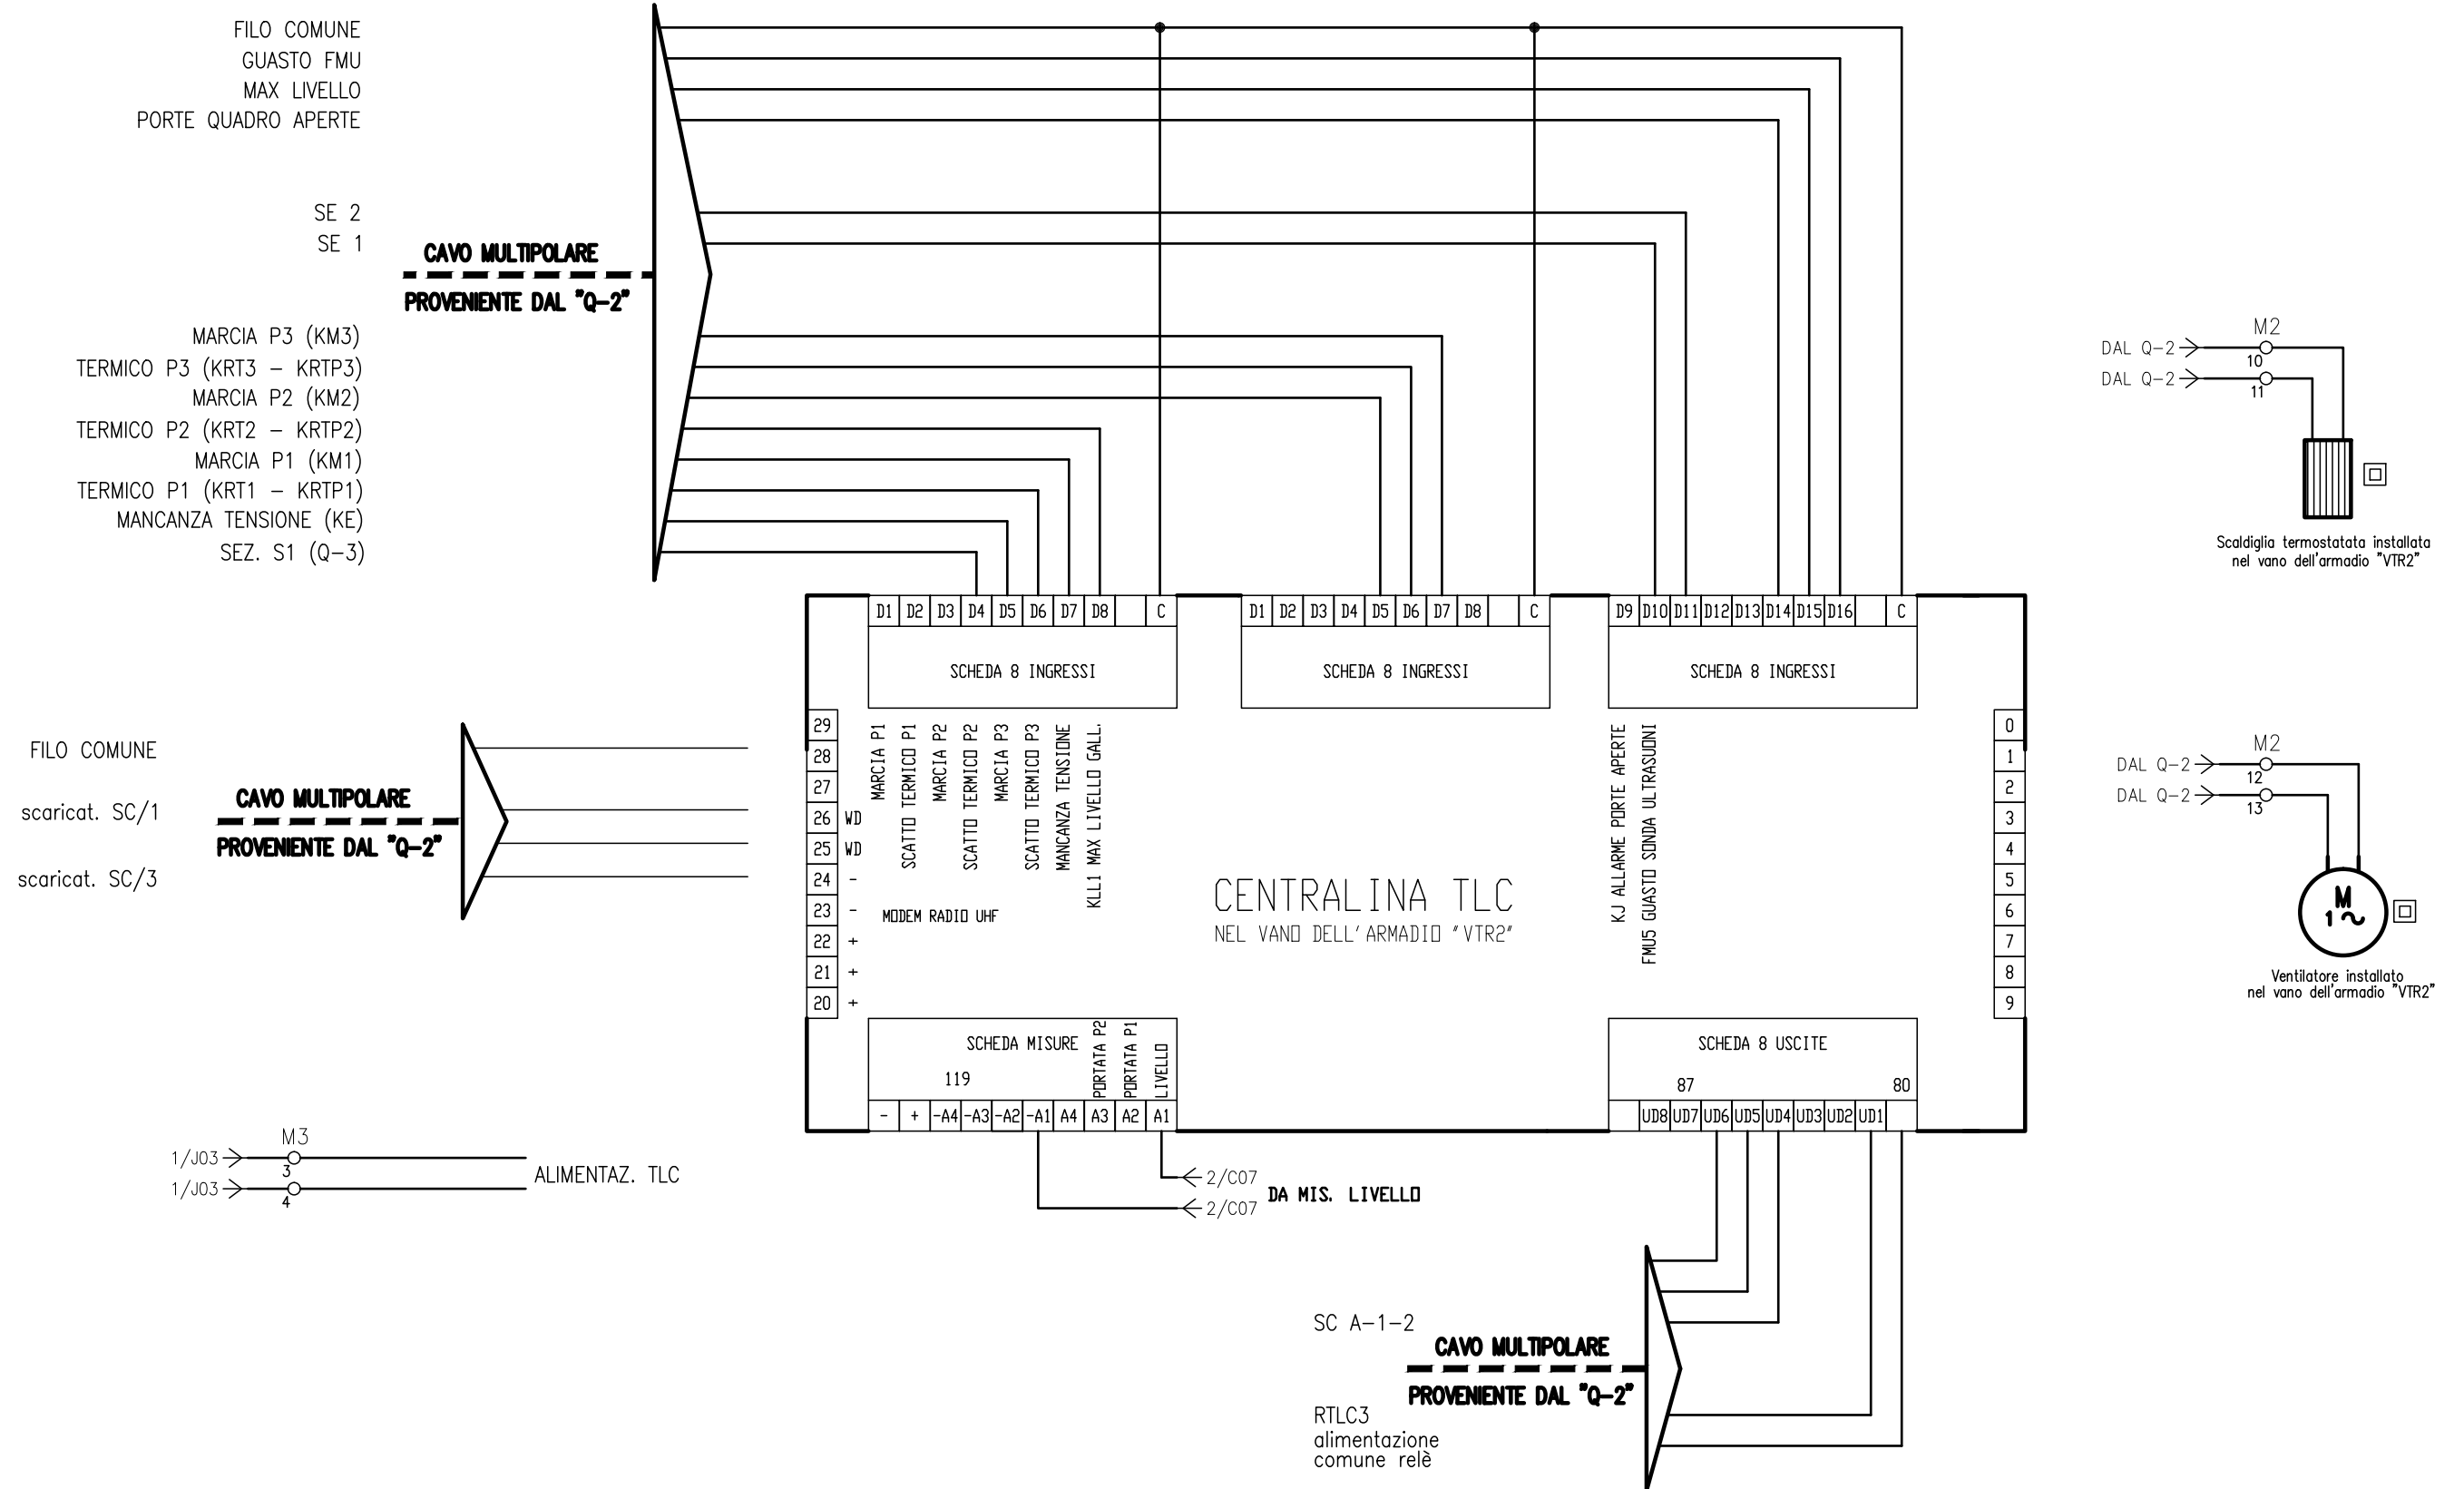 FILO COMUNE
GUASTO FMU
MAX LIVELLO
PORTE QUADRO APERTE
SE 2
SE 1
CAVO MULTIPOLARE
PROVENIENTE DAL "Q-2"
MARCIA P3 (KM3)
TERMICO P3 (KRT3 - KRTP3)
MARCIA P2 (KM2)
TERMICO P2 (KRT2 - KRTP2)
MARCIA P1 (KM1)
TERMICO P1 (KRT1 - KRTP1)
MANCANZA TENSIONE (KE)
SEZ. S1 (Q-3)
M2
DAL Q-2
10
DAL Q-2
11
Scaldiglia termostatata installata
nel vano dell'armadio "VTR2"
D1 D2 D3 D4 D5 D6 D7 D8 C
SCHEDA 8 INGRESSI
D1 D2 D3 D4 D5 D6 D7 D8 C
SCHEDA 8 INGRESSI
D9 D10 D11 D12 D13 D14 D15 D16 C
SCHEDA 8 INGRESSI
FILO COMUNE
scaricat. SC/1
CAVO MULTIPOLARE
PROVENIENTE DAL "Q-2"
scaricat. SC/3
29
28
27
26 WD
25 WD
24 -
23 -
22 +
21 +
20 +
MARCIA P1
SCATTO TERMICO P1
MARCIA P2
SCATTO TERMICO P2
MARCIA P3
SCATTO TERMICO P3
MANCANZA TENSIONE
KLL1 MAX LIVELLO GALL.
MODEM RADIO UHF
CENTRALINA TLC
NEL VANO DELL'ARMADIO "VTR2"
KJ ALLARME PORTE APERTE
FMU5 GUASTO SONDA ULTRASUONI
0
1
2
3
4
5
6
7
8
9
M2
DAL Q-2
12
DAL Q-2
13
M
1
Ventilatore installato
nel vano dell'armadio "VTR2"
SCHEDA MISURE
119
PORTATA P2
PORTATA P1
LIVELLO
- + -A4 -A3 -A2 -A1 A4 A3 A2 A1
SCHEDA 8 USCITE
87 80
UD8 UD7 UD6 UD5 UD4 UD3 UD2 UD1
M3
1/J03
3
1/J03
4
ALIMENTAZ. TLC
2/C07
2/C07
DA MIS. LIVELLO
SC A-1-2
CAVO MULTIPOLARE
PROVENIENTE DAL "Q-2"
RTLC3
alimentazione
comune relè